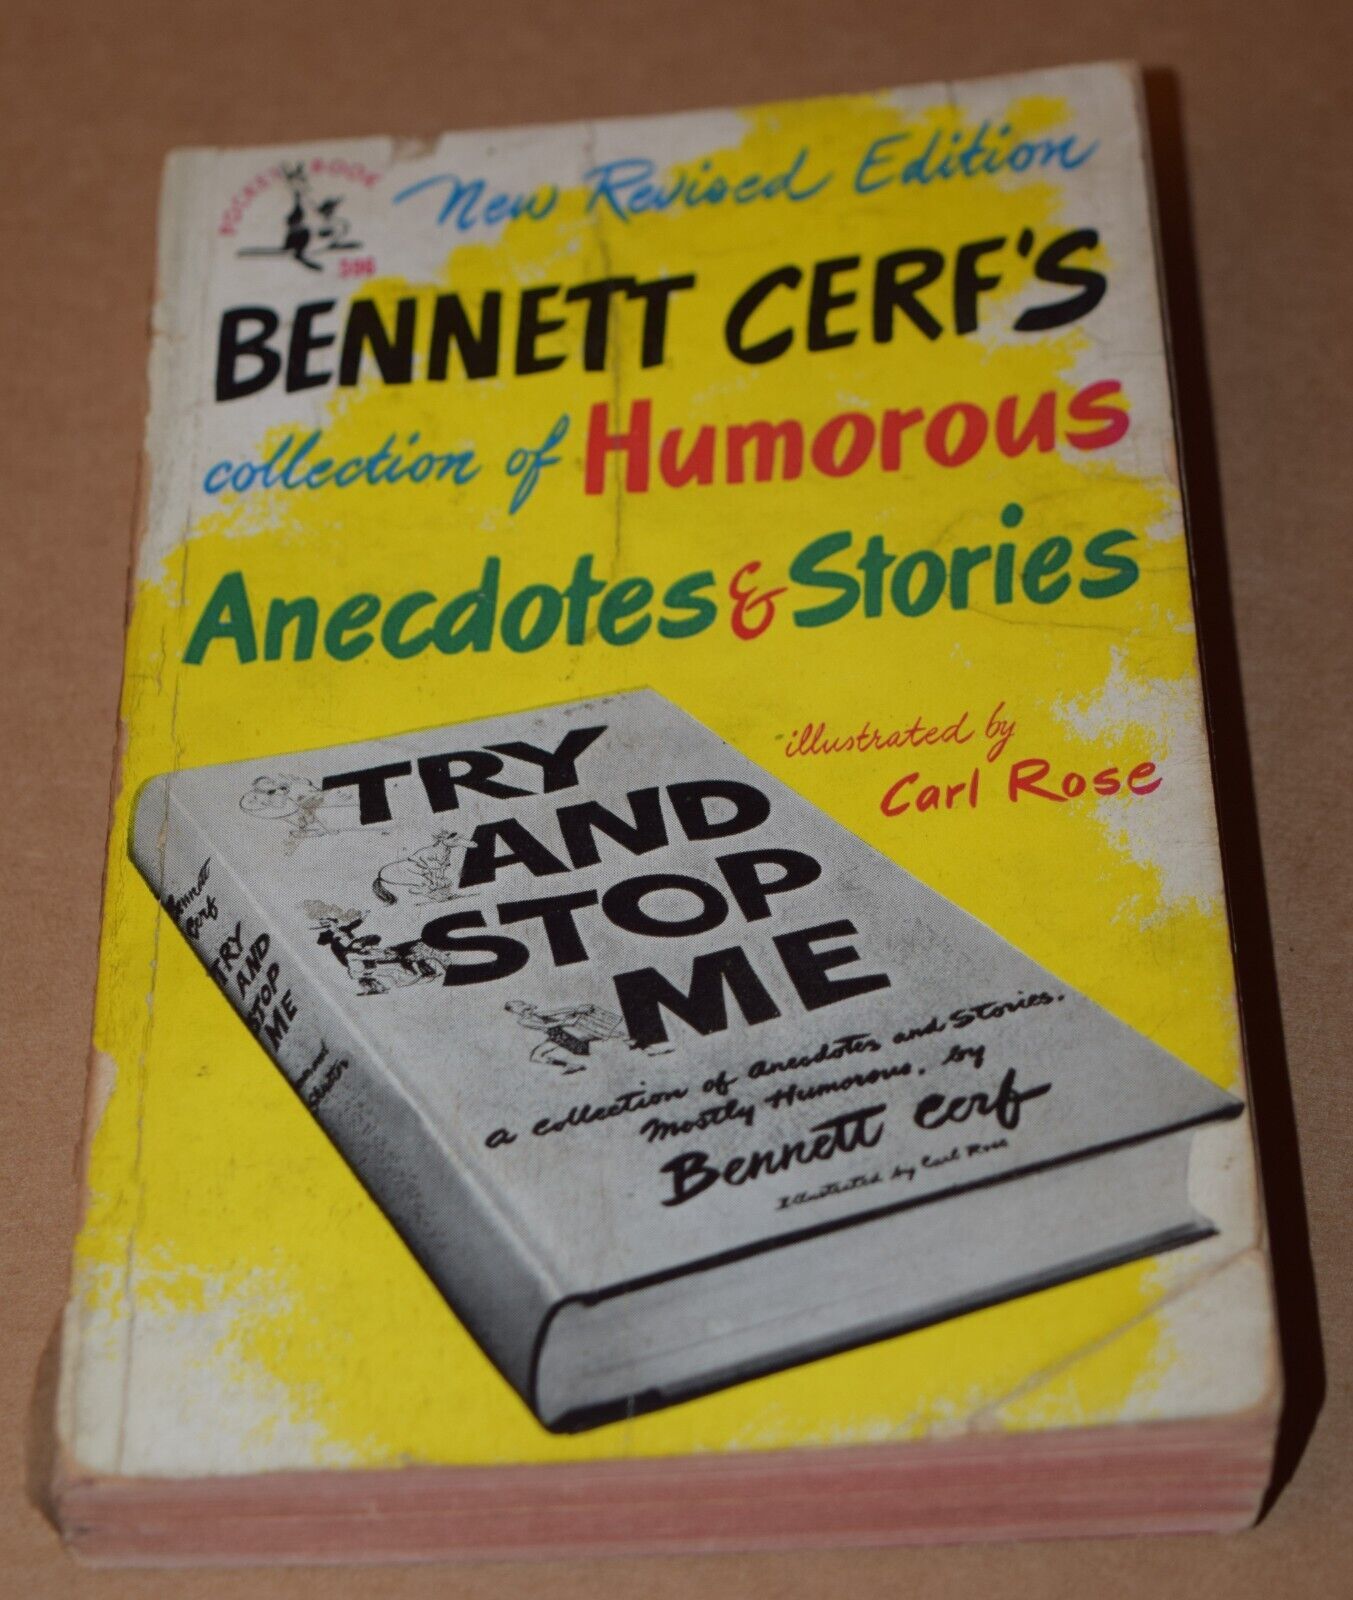 POCKET BOOK
New Revised Edition
BENNETT CERF'S
collection of Humorous
Anecdotes & Stories
illustrated by
Carl Rose
TRY
AND
STOP
ME
a collection of anecdotes and stories,
mostly Humorous, by
Bennett Cerf
Illustrated by Carl Rose
Bennett
Cerf
TRY
AND
STOP
ME